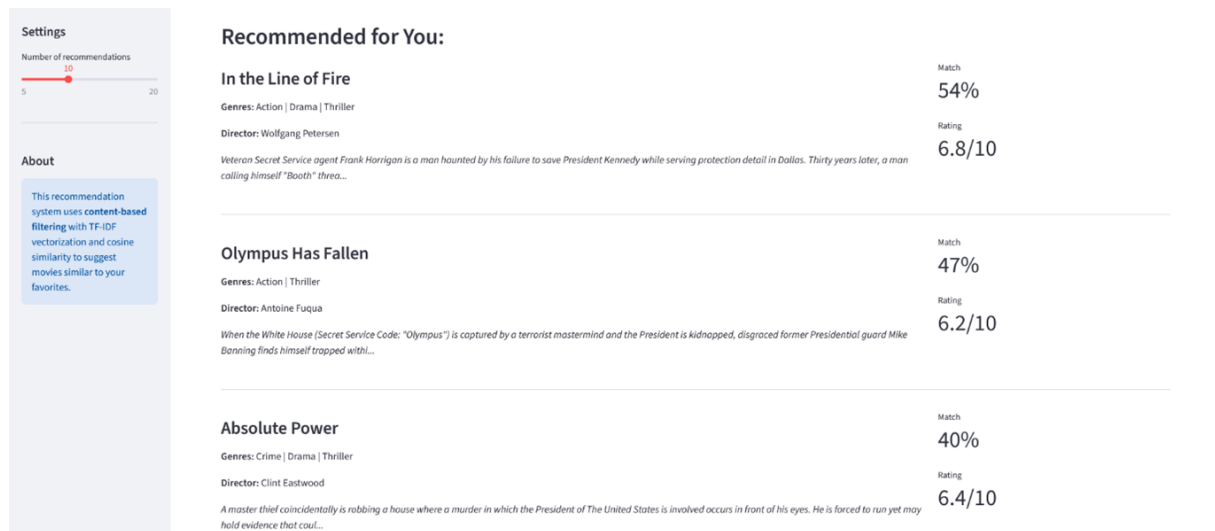 Settings
Number of recommendations
10
5 20
About
This recommendation
system uses content-based
filtering with TF-IDF
vectorization and cosine
similarity to suggest
movies similar to your
favorites.
Recommended for You:
In the Line of Fire
Genres: Action | Drama | Thriller
Director: Wolfgang Petersen
Veteran Secret Service agent Frank Horrigan is a man haunted by his failure to save President Kennedy while serving protection detail in Dallas. Thirty years later, a man
calling himself "Booth" threa...
Match
54%
Rating
6.8/10
Olympus Has Fallen
Genres: Action | Thriller
Director: Antoine Fuqua
When the White House (Secret Service Code: "Olympus") is captured by a terrorist mastermind and the President is kidnapped, disgraced former Presidential guard Mike
Banning finds himself trapped withi...
Match
47%
Rating
6.2/10
Absolute Power
Genres: Crime | Drama | Thriller
Director: Clint Eastwood
A master thief coincidentally is robbing a house where a murder in which the President of The United States is involved occurs in front of his eyes. He is forced to run yet may
hold evidence that coul...
Match
40%
Rating
6.4/10